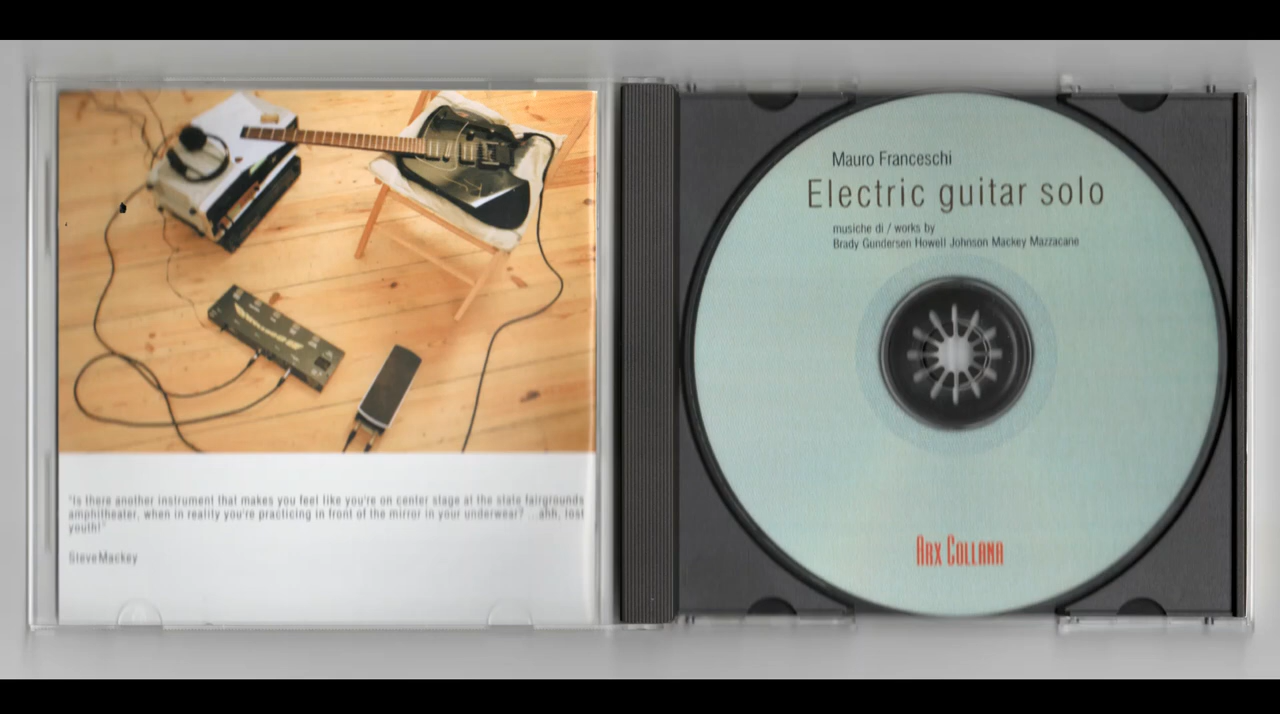 "Is there another instrument that makes you feel like you're on center stage at the state fairgrounds
amphitheater, when in reality you're practicing in front of the mirror in your underwear? ...ahh, lost
youth!"
SteveMackey
Mauro Franceschi
Electric guitar solo
musiche di / works by
Brady Gundersen Howell Johnson Mackey Mazzacane
ARX COLLANA